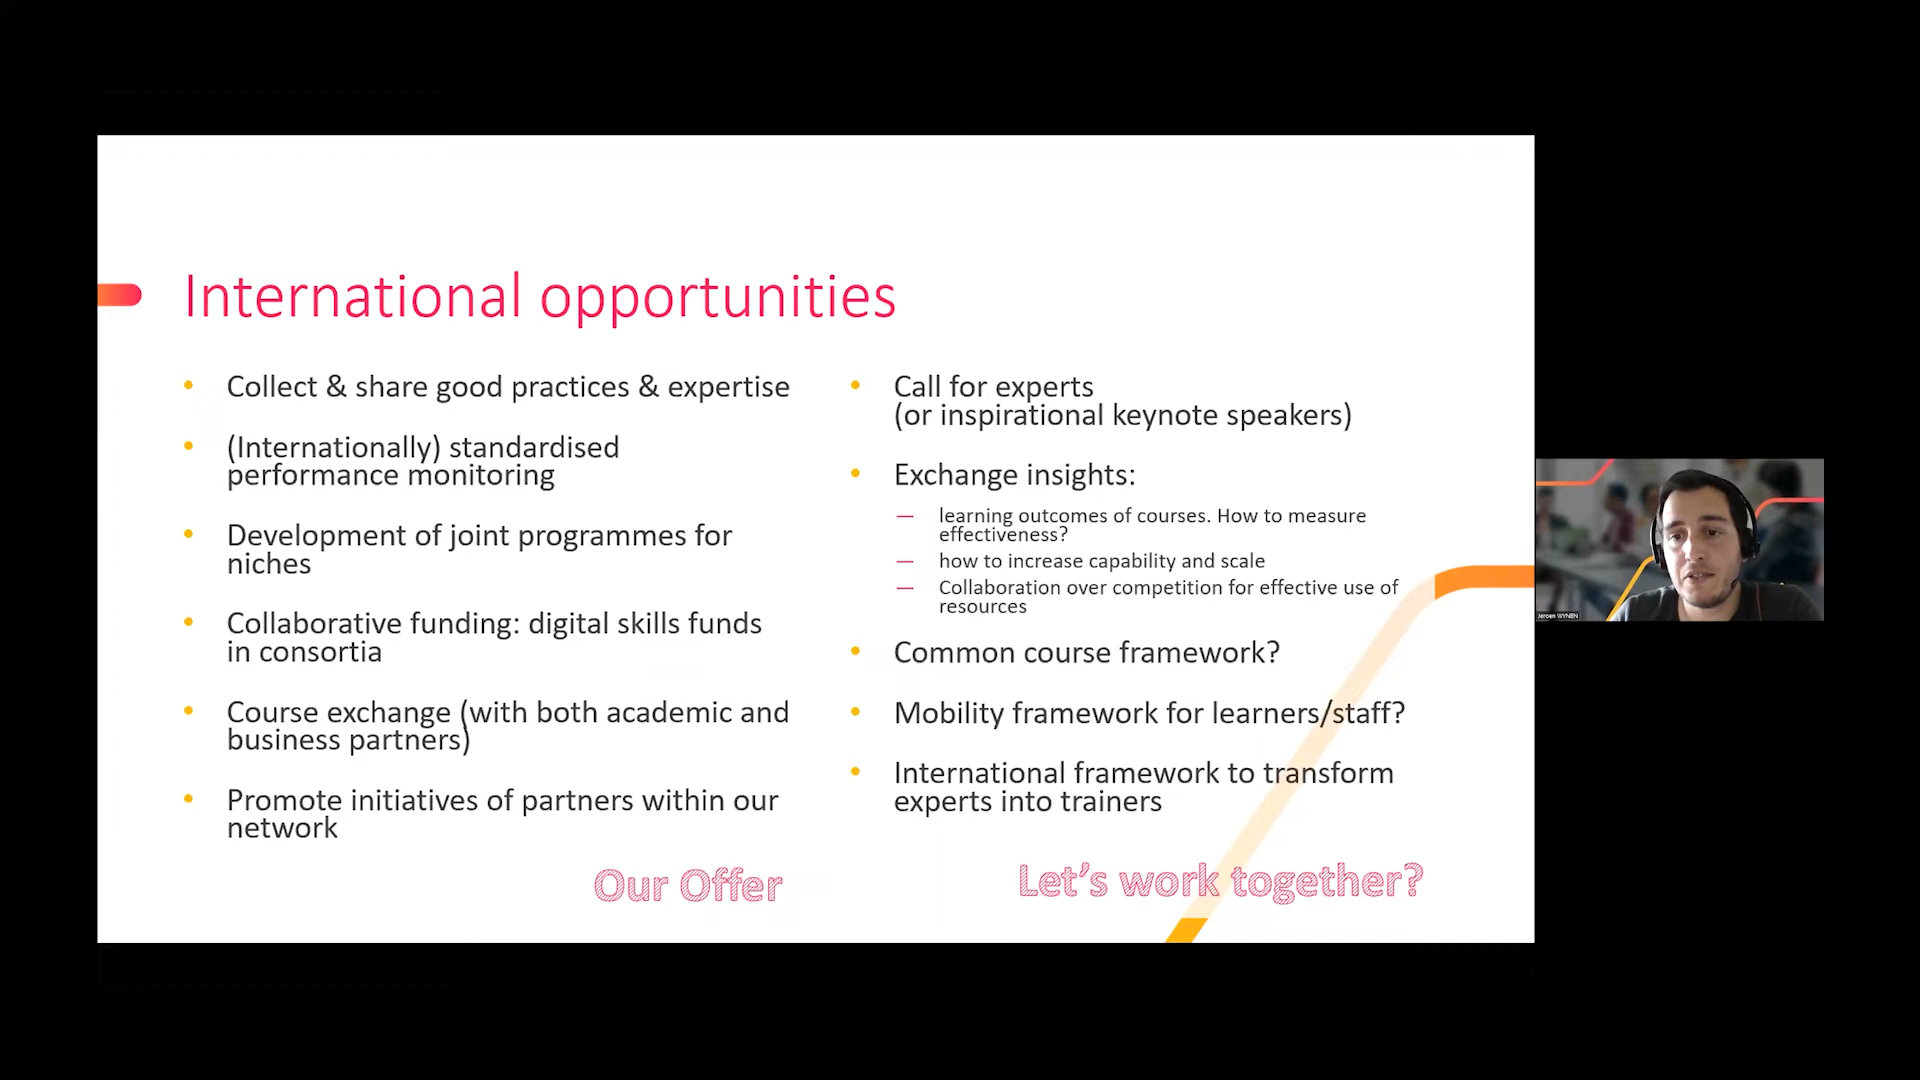 International opportunities
• Collect & share good practices & expertise
• (Internationally) standardised
performance monitoring
• Development of joint programmes for
niches
• Collaborative funding: digital skills funds
in consortia
• Course exchange (with both academic and
business partners)
• Promote initiatives of partners within our
network
Our Offer
• Call for experts
(or inspirational keynote speakers)
• Exchange insights:
— learning outcomes of courses. How to measure
effectiveness?
— how to increase capability and scale
— Collaboration over competition for effective use of
resources
• Common course framework?
• Mobility framework for learners/staff?
• International framework to transform
experts into trainers
Let’s work together?
Jeroen WYNEN